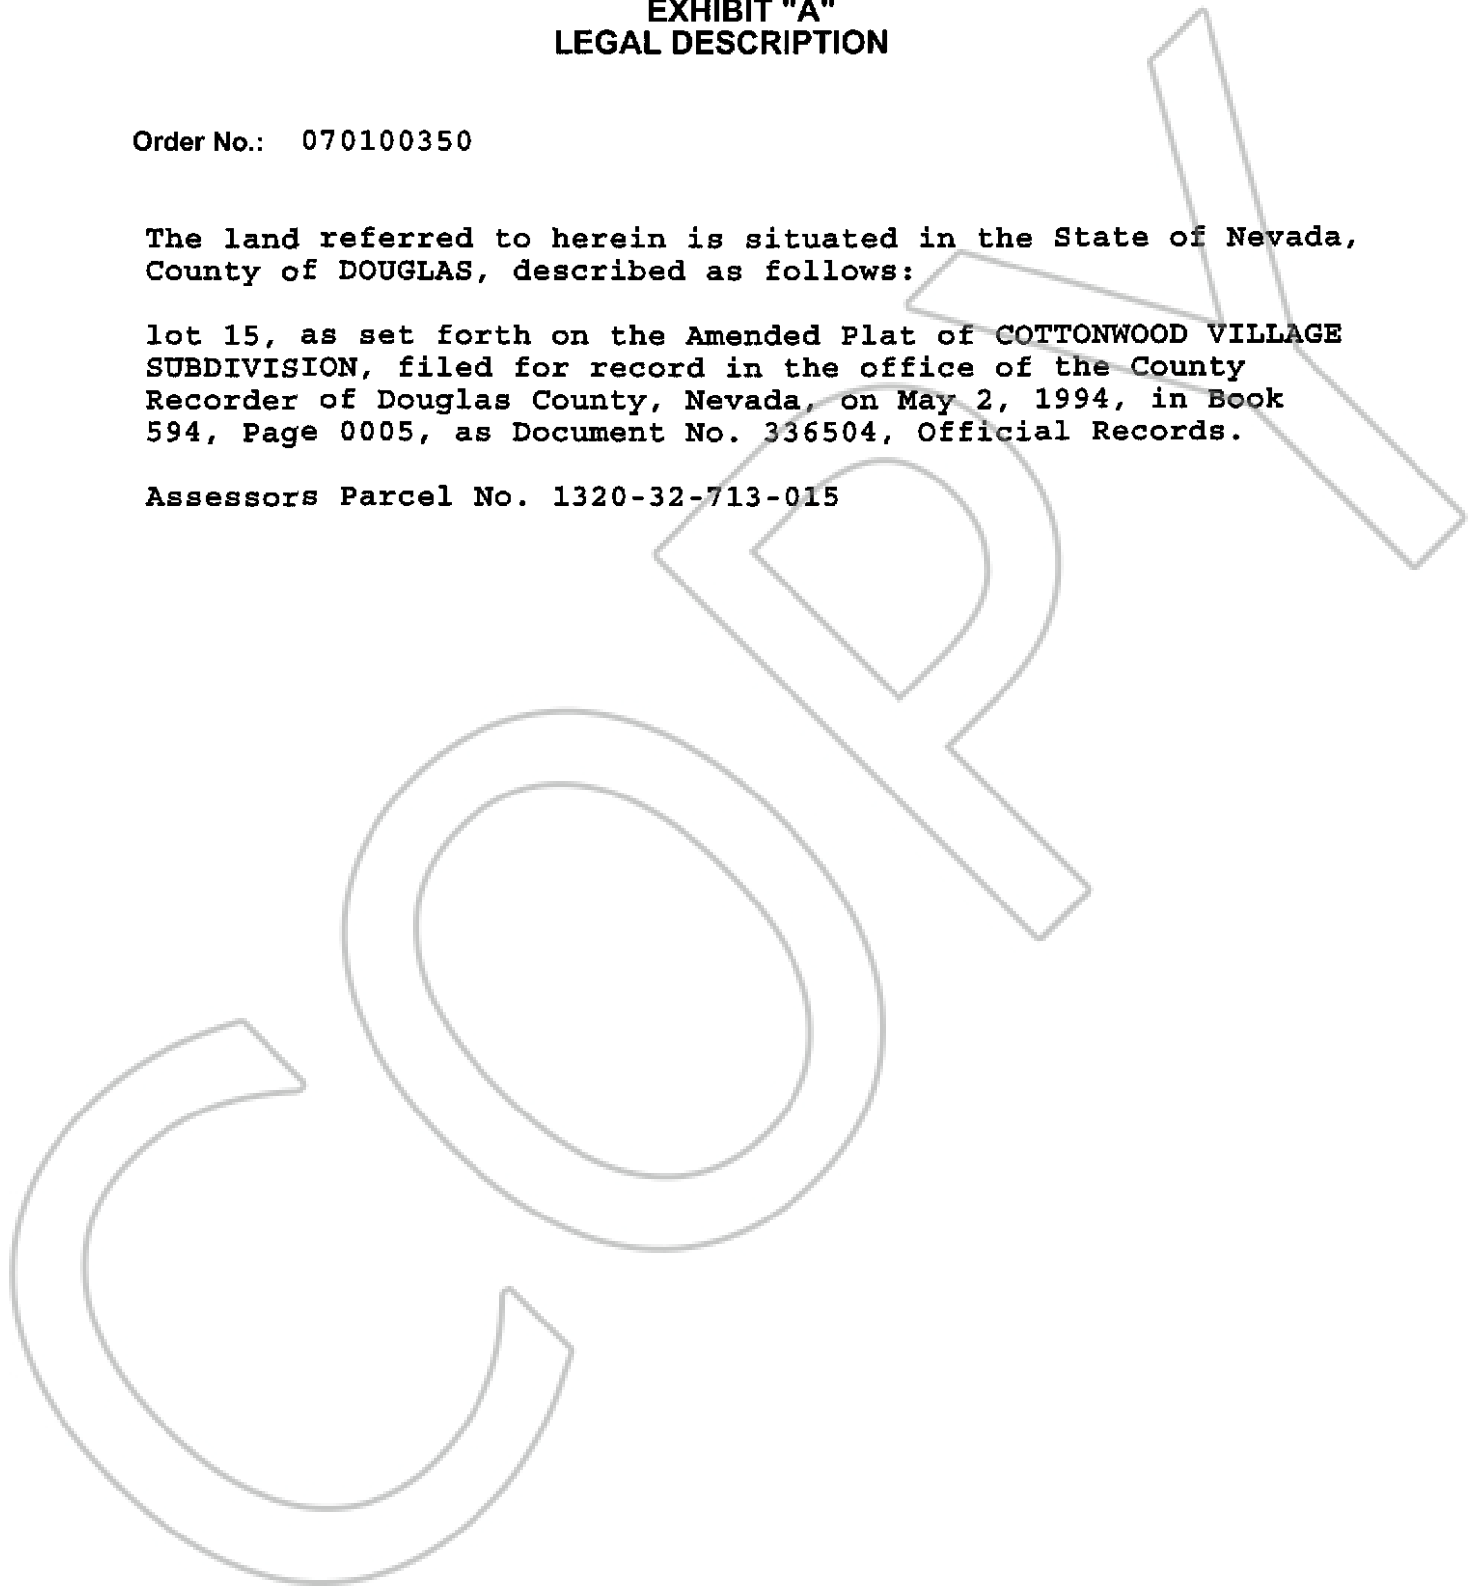 EXHIBIT "A"
LEGAL DESCRIPTION
Order No.: 070100350
The land referred to herein is situated in the State of Nevada,
County of DOUGLAS, described as follows:
lot 15, as set forth on the Amended Plat of COTTONWOOD VILLAGE
SUBDIVISION, filed for record in the office of the County
Recorder of Douglas County, Nevada, on May 2, 1994, in Book
594, Page 0005, as Document No. 336504, Official Records.
Assessors Parcel No. 1320-32-713-015
COPY